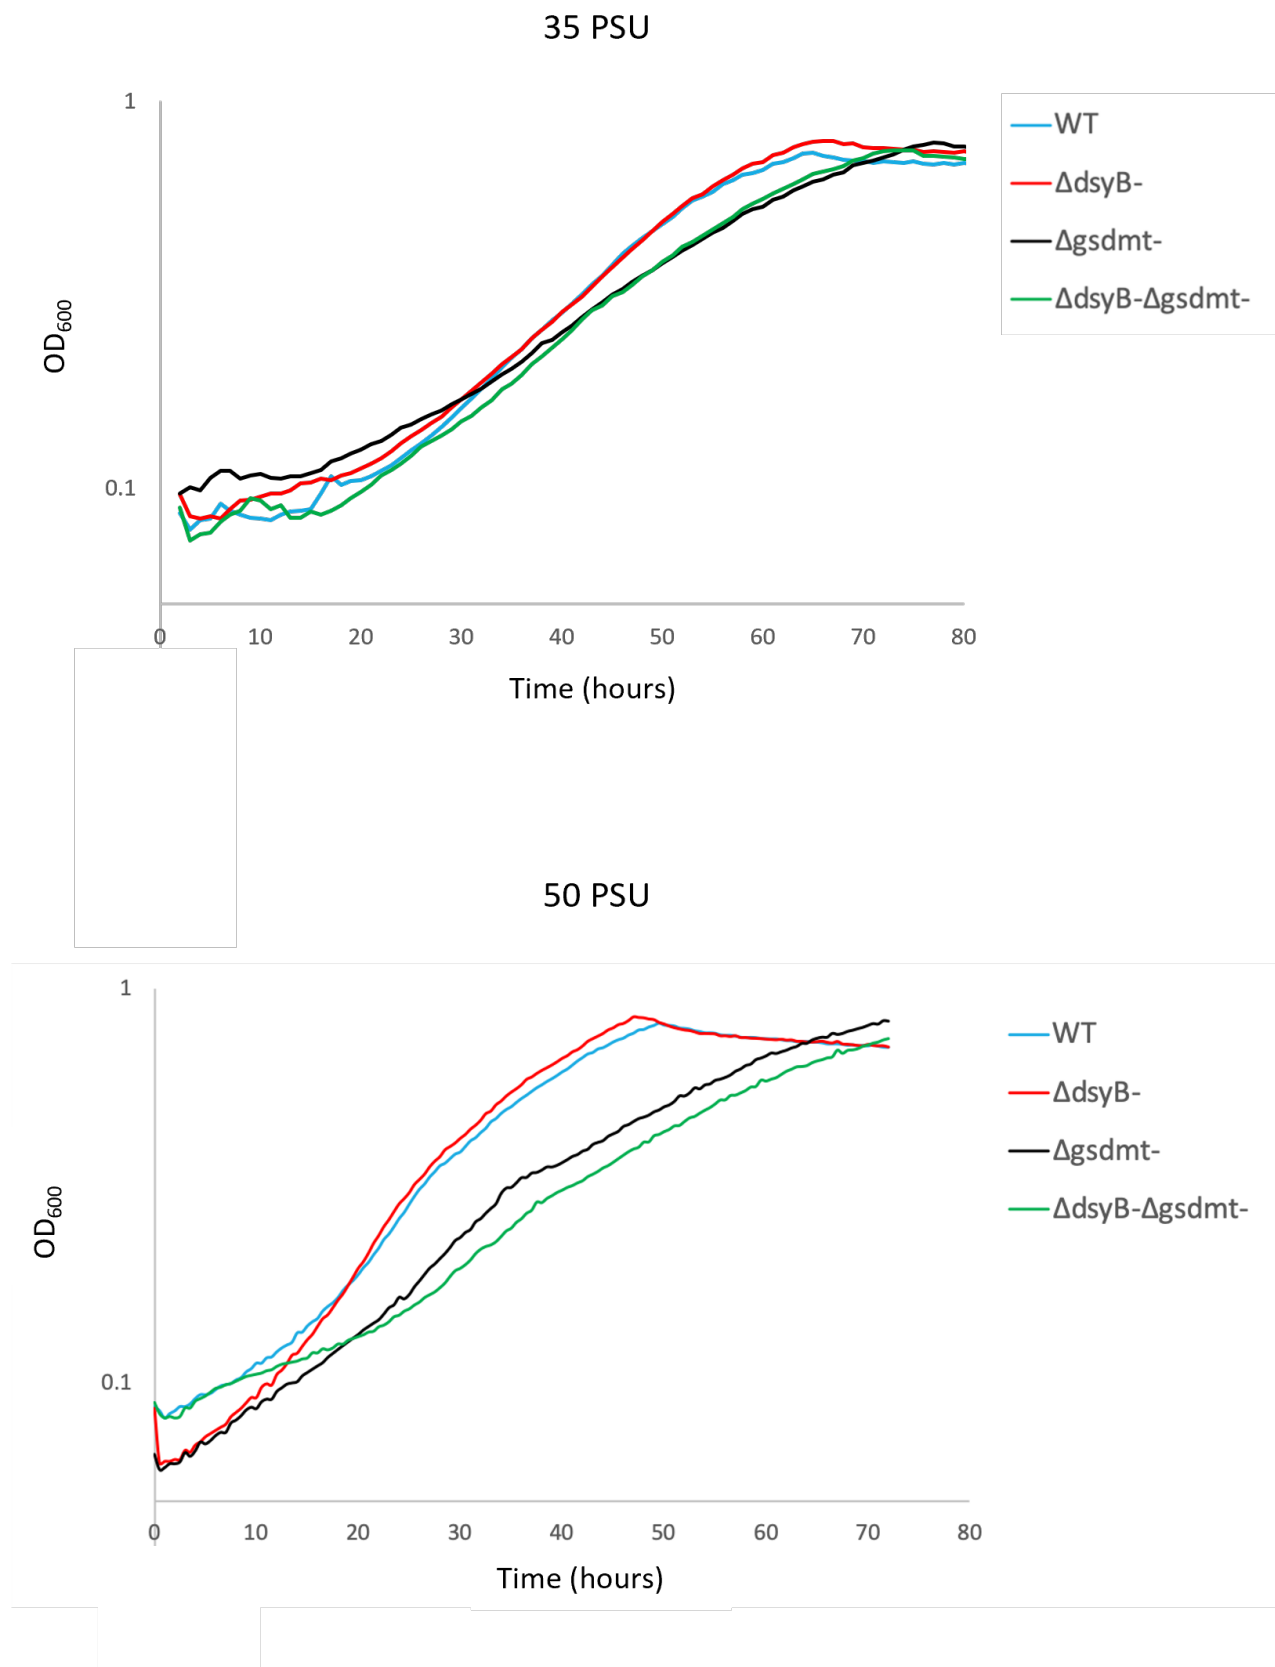 35 PSU
1
0.1
OD600
0 10 20 30 40 50 60 70 80
Time (hours)
WT
ΔdsyB-
Δgsdmt-
ΔdsyB-Δgsdmt-
50 PSU
1
0.1
OD600
0 10 20 30 40 50 60 70 80
Time (hours)
WT
ΔdsyB-
Δgsdmt-
ΔdsyB-Δgsdmt-